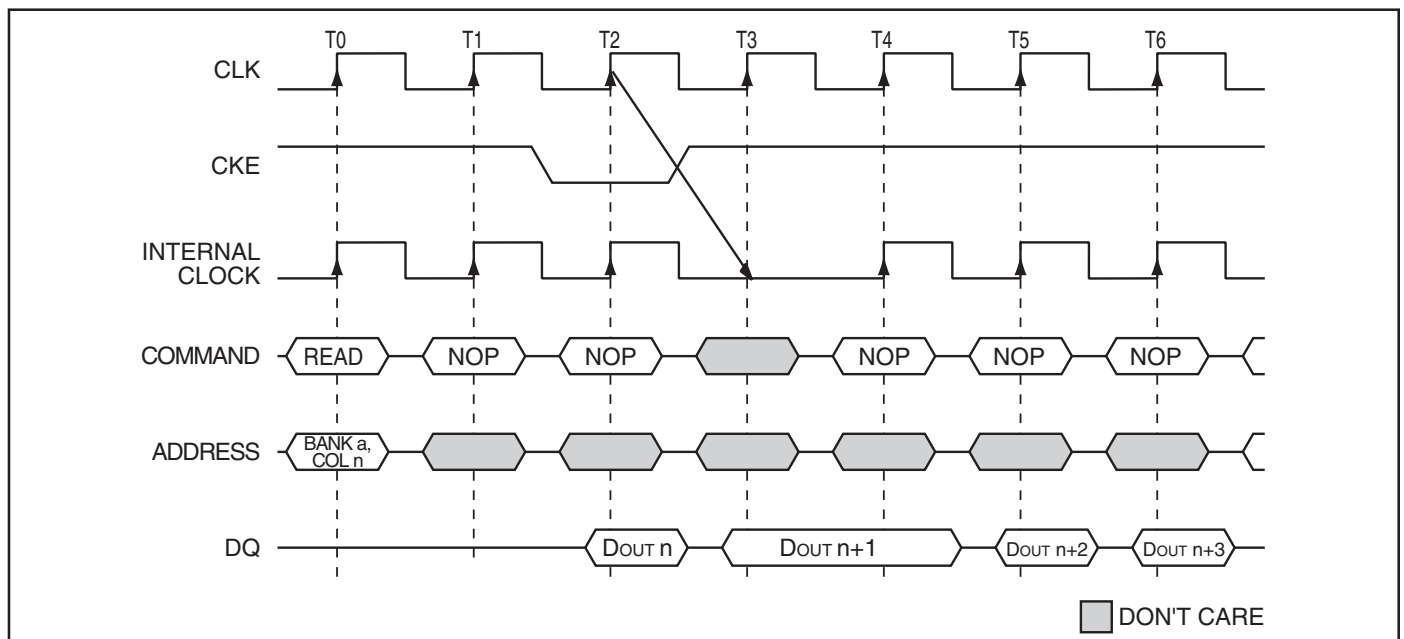 T0 T1 T2 T3 T4 T5 T6
CLK
CKE
INTERNAL
CLOCK
COMMAND READ NOP NOP NOP NOP NOP
ADDRESS BANK a,
COL n
DQ DOUT n DOUT n+1 DOUT n+2 DOUT n+3
DON'T CARE